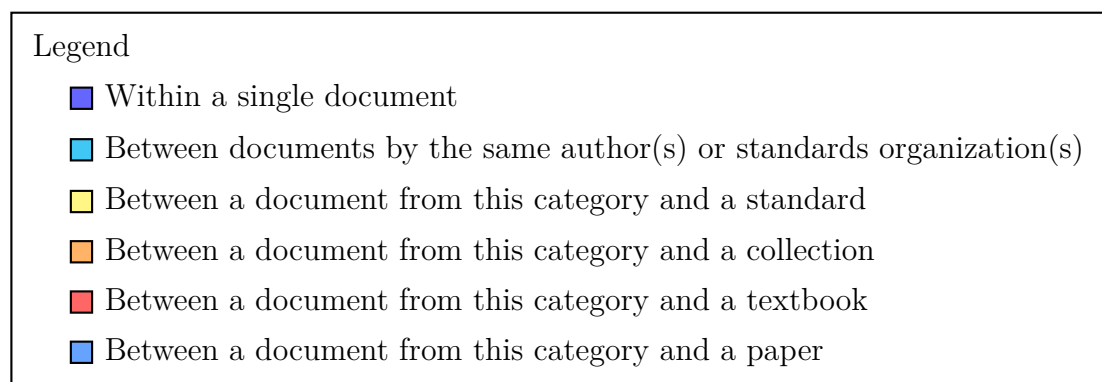 Legend
Within a single document
Between documents by the same author(s) or standards organization(s)
Between a document from this category and a standard
Between a document from this category and a collection
Between a document from this category and a textbook
Between a document from this category and a paper